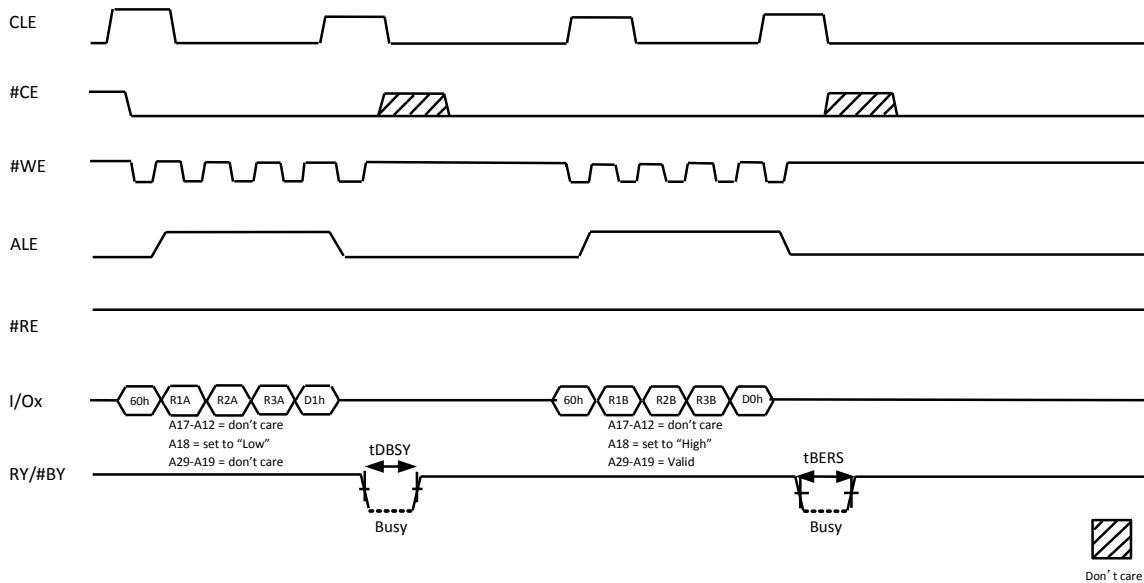 CLE
#CE
#WE
ALE
#RE
I/Ox
60h R1A R2A R3A D1h
60h R1B R2B R3B D0h
A17-A12 = don't care
A18 = set to "Low"
A29-A19 = don't care
A17-A12 = don't care
A18 = set to "High"
A29-A19 = Valid
RY/#BY
tDBSY
Busy
tBERS
Busy
Don't care